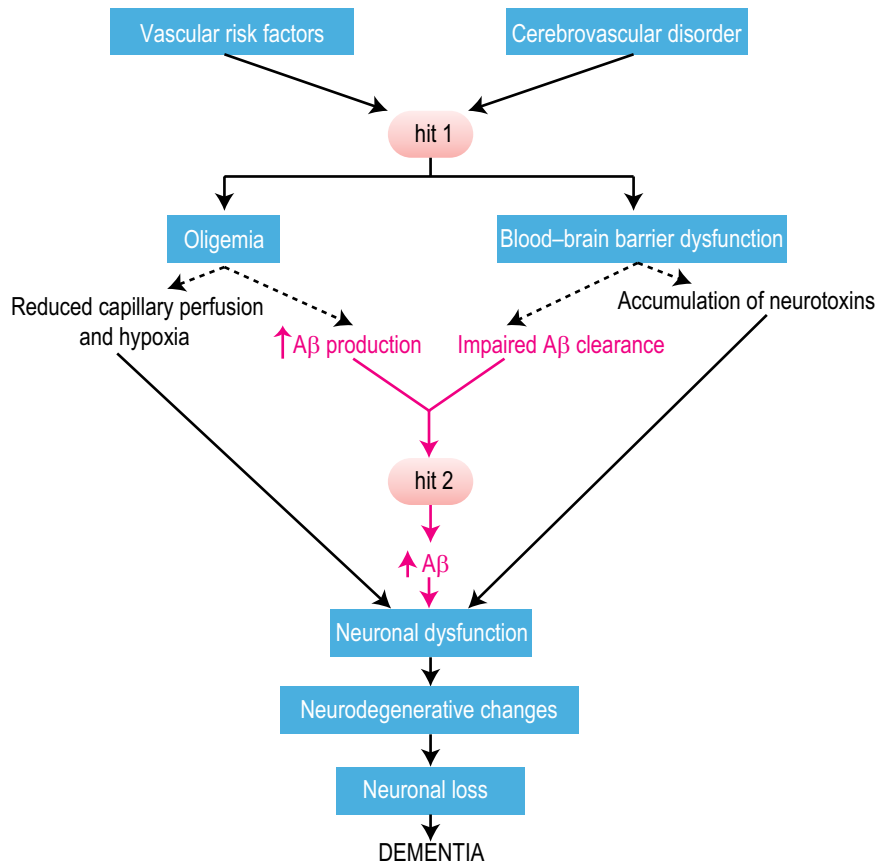 Vascular risk factors
Cerebrovascular disorder
hit 1
Oligemia
Blood–brain barrier dysfunction
Reduced capillary perfusion
and hypoxia
Accumulation of neurotoxins
Aβ production
Impaired Aβ clearance
hit 2
Aβ
Neuronal dysfunction
Neurodegenerative changes
Neuronal loss
DEMENTIA